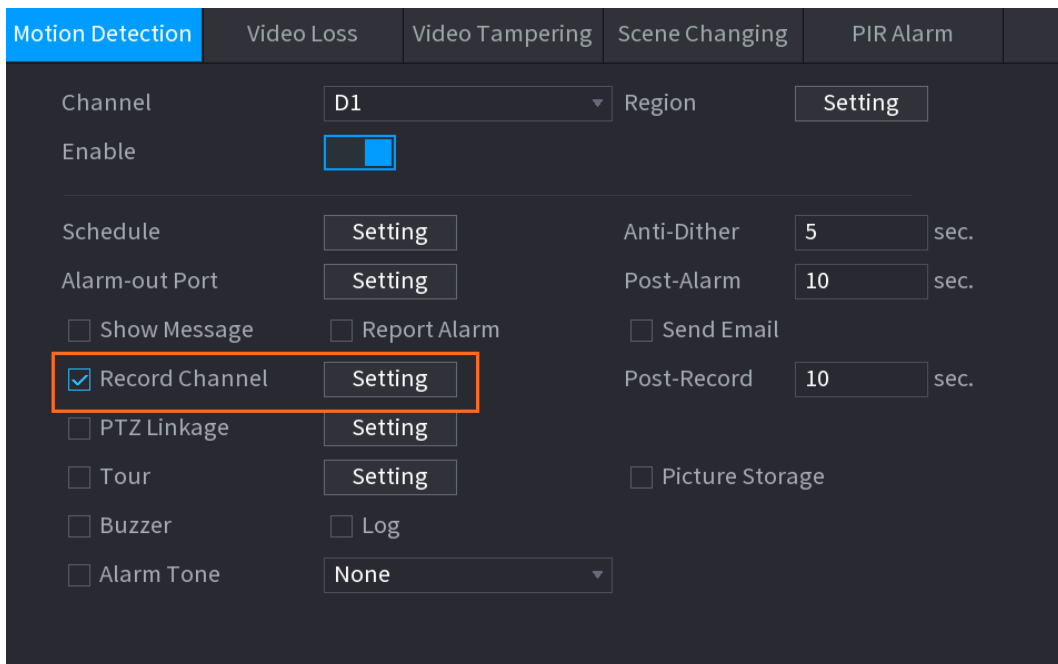 Motion Detection Video Loss Video Tampering Scene Changing PIR Alarm
Channel D1 Region Setting
Enable
Schedule Setting Anti-Dither 5 sec.
Alarm-out Port Setting Post-Alarm 10 sec.
Show Message Report Alarm Send Email
Record Channel Setting Post-Record 10 sec.
PTZ Linkage Setting
Tour Setting Picture Storage
Buzzer Log
Alarm Tone None